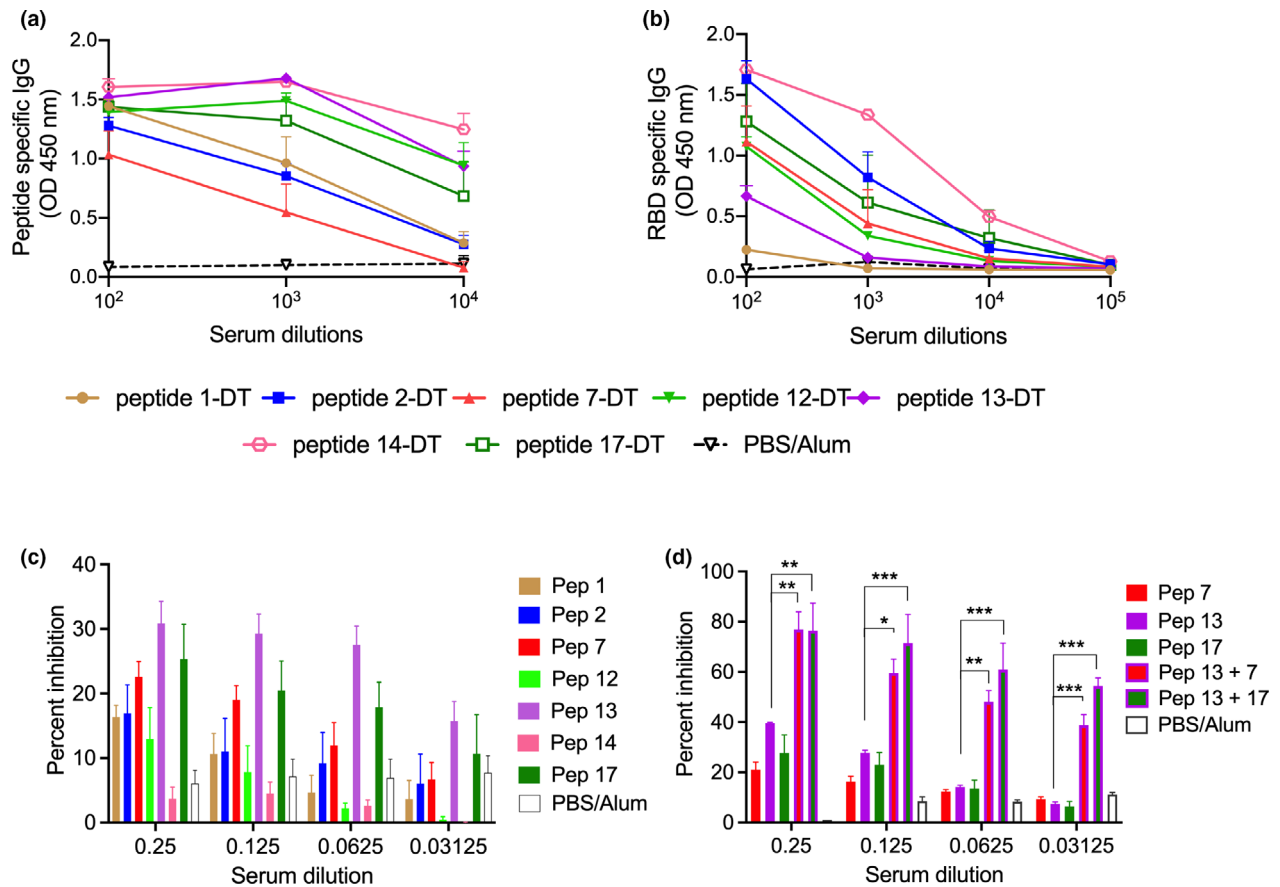 (a)
2.0
1.5
1.0
0.5
0.0
Peptide specific IgG
(OD 450 nm)
10²
10³
10⁴
Serum dilutions
(b)
2.0
1.5
1.0
0.5
0.0
RBD specific IgG
(OD 450 nm)
10²
10³
10⁴
10⁵
Serum dilutions
peptide 1-DT
peptide 2-DT
peptide 7-DT
peptide 12-DT
peptide 13-DT
peptide 14-DT
peptide 17-DT
PBS/Alum
(c)
40
30
20
10
0
Percent inhibition
0.25
0.125
0.0625
0.03125
Serum dilution
Pep 1
Pep 2
Pep 7
Pep 12
Pep 13
Pep 14
Pep 17
PBS/Alum
(d)
100
80
60
40
20
0
Percent inhibition
**
**
***
*
***
**
***
***
0.25
0.125
0.0625
0.03125
Serum dilution
Pep 7
Pep 13
Pep 17
Pep 13 + 7
Pep 13 + 17
PBS/Alum